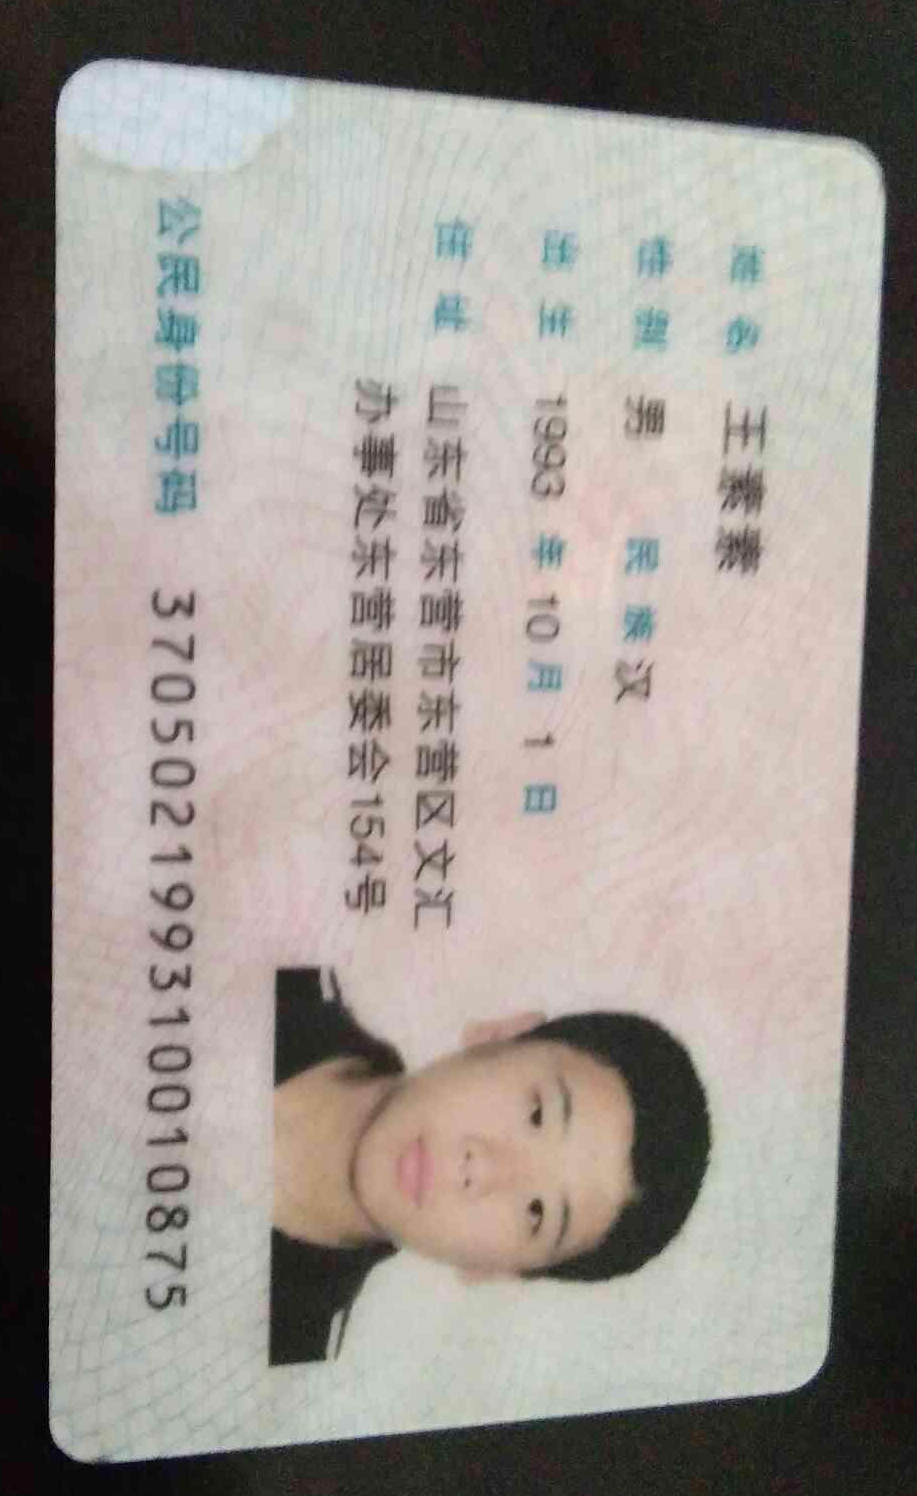 姓名 王
性别 男 民族 汉
出生 1993 年 10 月 1 日
住址 山东省东营市东营区文汇
办事处东营居委会154号
公民身份号码 370502199310010875